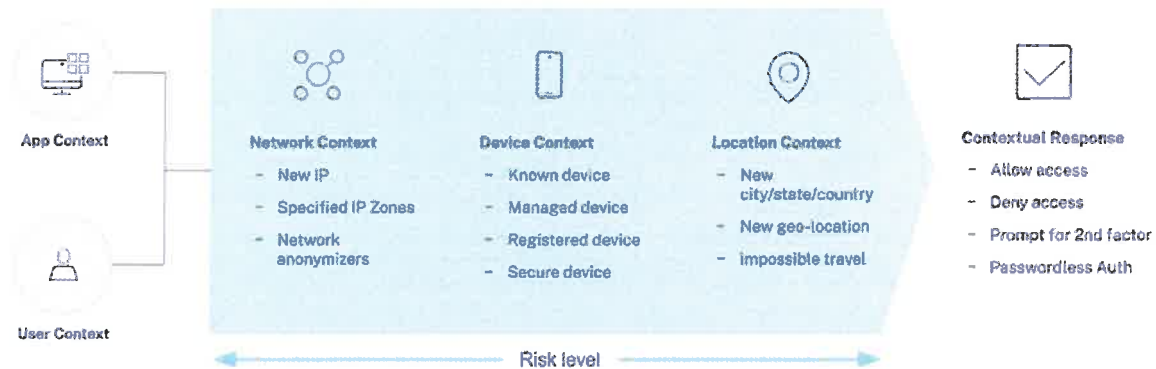 App Context
User Context
Network Context
- New IP
- Specified IP Zones
- Network
anonymizers
Device Context
- Known device
- Managed device
- Registered device
- Secure device
Location Context
- New
city/state/country
- New geo-location
- Impossible travel
Contextual Response
- Allow access
- Deny access
- Prompt for 2nd factor
- Passwordless Auth
Risk level